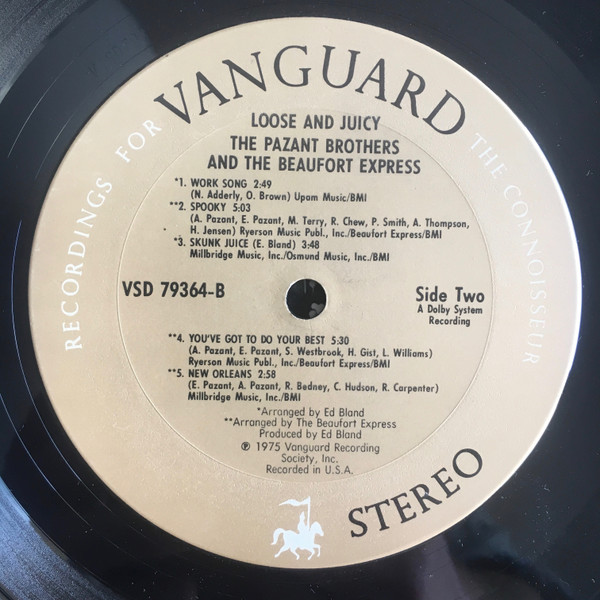 RECORDINGS FOR VANGUARD THE CONNOISSEUR
LOOSE AND JUICY
THE PAZANT BROTHERS
AND THE BEAUFORT EXPRESS
*1. WORK SONG 2:49
(N. Adderly, O. Brown) Upam Music/BMI
**2. SPOOKY 5:03
(A. Pazant, E. Pazant, M. Terry, R. Chew, P. Smith, A. Thompson,
H. Jensen) Ryerson Music Publ., Inc./Beaufort Express/BMI
*3. SKUNK JUICE (E. Bland) 3:48
Millbridge Music, Inc./Osmund Music, Inc./BMI
VSD 79364-B
Side Two
A Dolby System
Recording
**4. YOU'VE GOT TO DO YOUR BEST 5:30
(A. Pazant, E. Pazant, S. Westbrook, H. Gist, L. Williams)
Ryerson Music Publ., Inc./Beaufort Express/BMI
**5. NEW ORLEANS 2:58
(E. Pazant, A. Pazant, R. Bedney, C. Hudson, R. Carpenter)
Millbridge Music, Inc./BMI
*Arranged by Ed Bland
**Arranged by The Beaufort Express
Produced by Ed Bland
℗ 1975 Vanguard Recording
Society, Inc.
Recorded in U.S.A.
STEREO